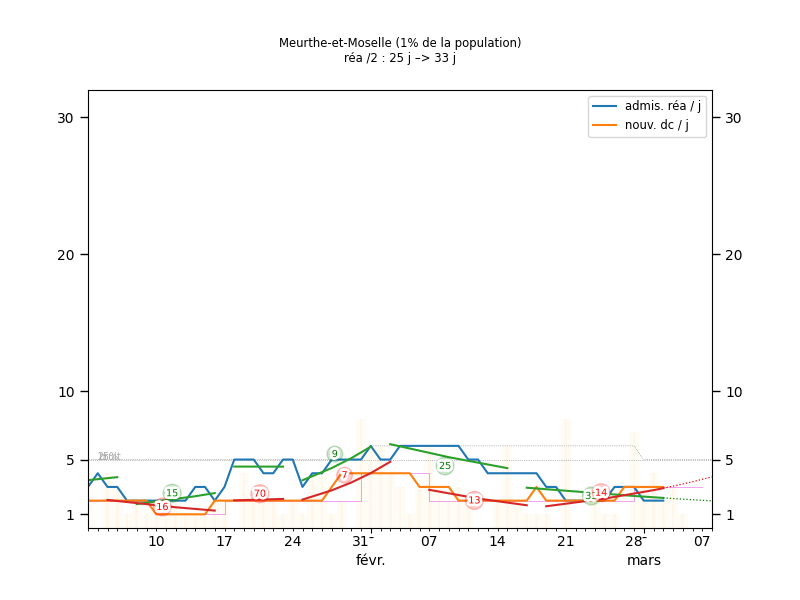 Meurthe-et-Moselle (1% de la population)
réa /2 : 25 j –> 33 j
admis. réa / j
nouv. dc / j
30 30
20 20
10 10
5 5
1 1
9
7
25
15
16
70
13
14
10 17 24 31 07 14 21 28 07
févr. mars